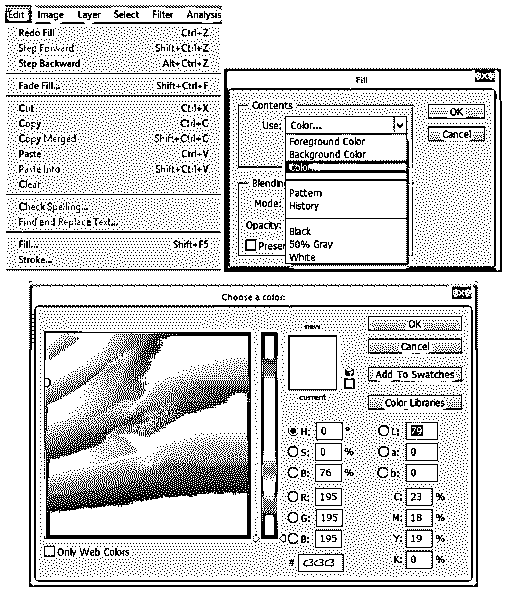 Edit Image Layer Select Filter Analysis
Redo Fill Ctrl+Z
Step Forward Shift+Ctrl+Z
Step Backward Alt+Ctrl+Z
Fade Fill... Shift+Ctrl+F
Cut Ctrl+X
Copy Ctrl+C
Copy Merged Shift+Ctrl+C
Paste Ctrl+V
Paste Into Shift+Ctrl+V
Clear
Check Spelling...
Find and Replace Text...
Fill... Shift+F5
Stroke...
Fill
Contents
Use: Color...
OK
Cancel
Foreground Color
Background Color
Color...
Pattern
History
Black
50% Gray
White
Blending
Mode:
Opacity:
Preser
Choose a color:
new
current
OK
Cancel
Add To Swatches
Color Libraries
H: 0 °
S: 0 %
B: 76 %
R: 195
G: 195
B: 195
# c3c3c3
L: 79
a: 0
b: 0
C: 23 %
M: 18 %
Y: 19 %
K: 0 %
Only Web Colors